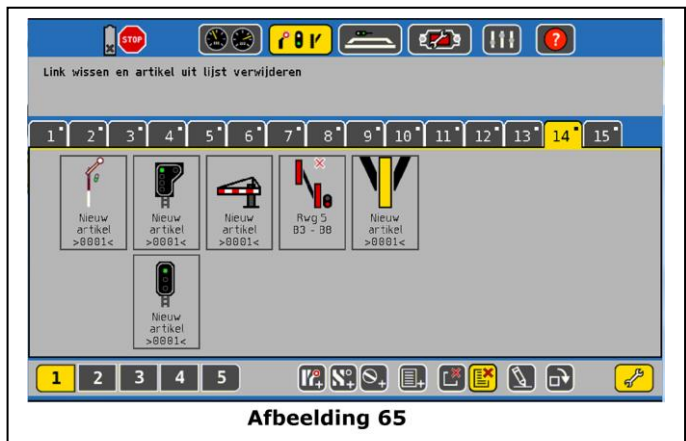 STOP
?
Link wissen en artikel uit lijst verwijderen
1 2 3 4 5 6 7 8 9 10 11 12 13 14 15
Nieuw artikel >0001<
Nieuw artikel >0001<
Nieuw artikel >0001<
Rwg 5 B3 - B8
Nieuw artikel >0001<
Nieuw artikel >0001<
1 2 3 4 5
Afbeelding 65